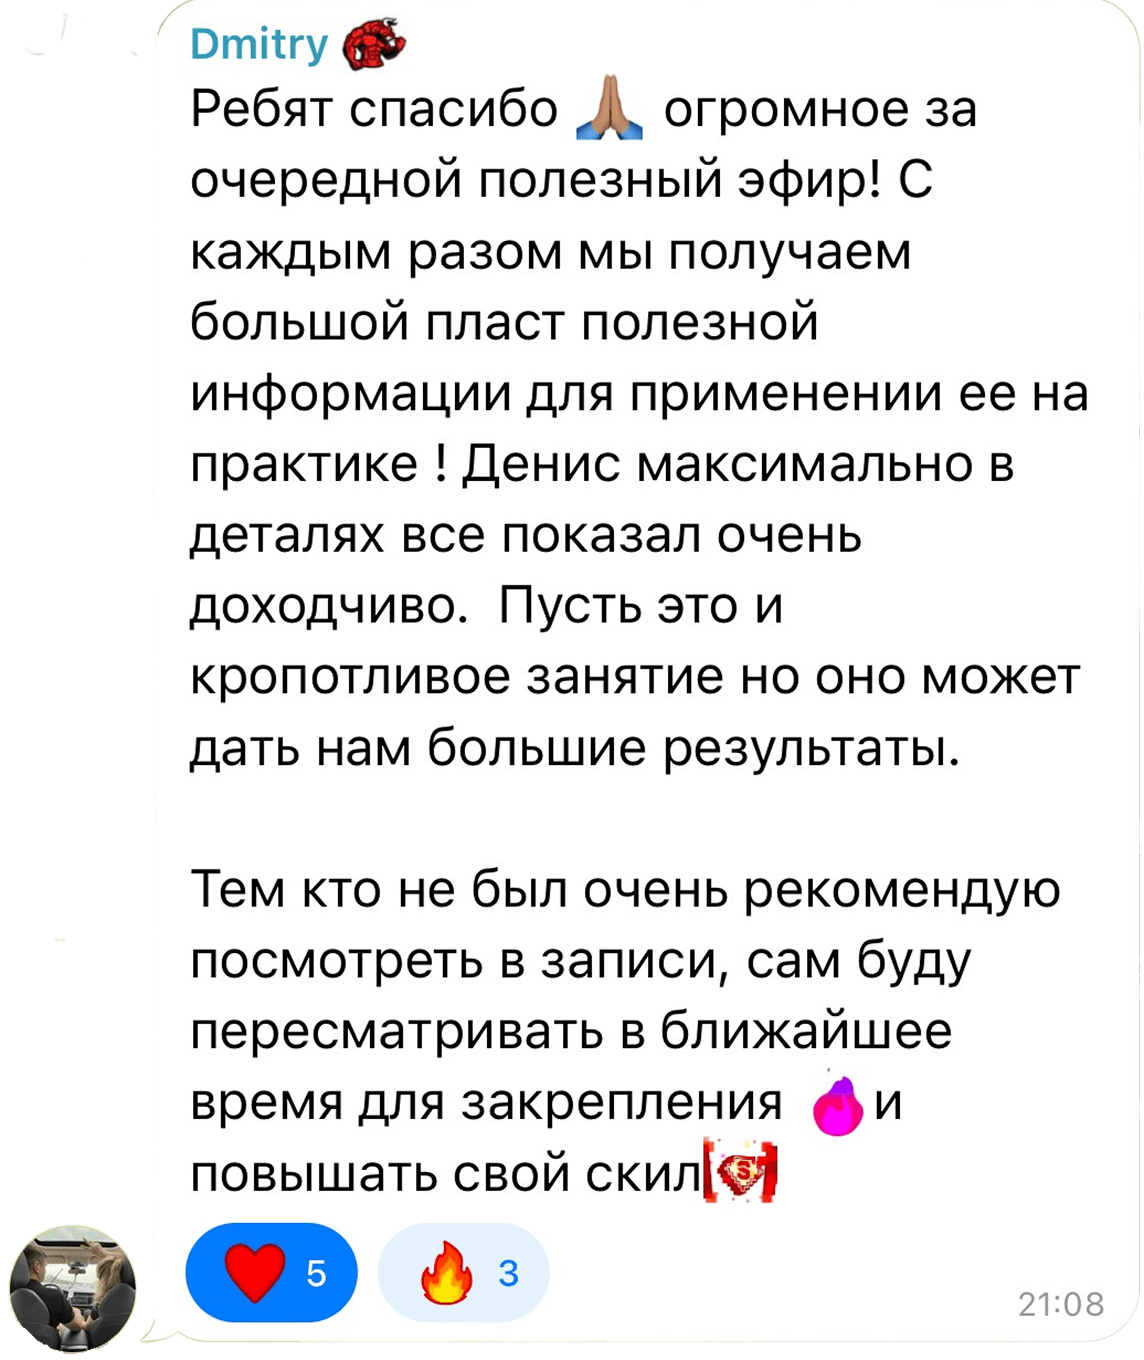 Dmitry
Ребят спасибо 🙏🏽 огромное за
очередной полезный эфир! С
каждым разом мы получаем
большой пласт полезной
информации для применении ее на
практике ! Денис максимально в
деталях все показал очень
доходчиво.  Пусть это и
кропотливое занятие но оно может
дать нам большие результаты.
Тем кто не был очень рекомендую
посмотреть в записи, сам буду
пересматривать в ближайшее
время для закрепления и
повышать свой скил
❤️ 5 🔥 3
21:08